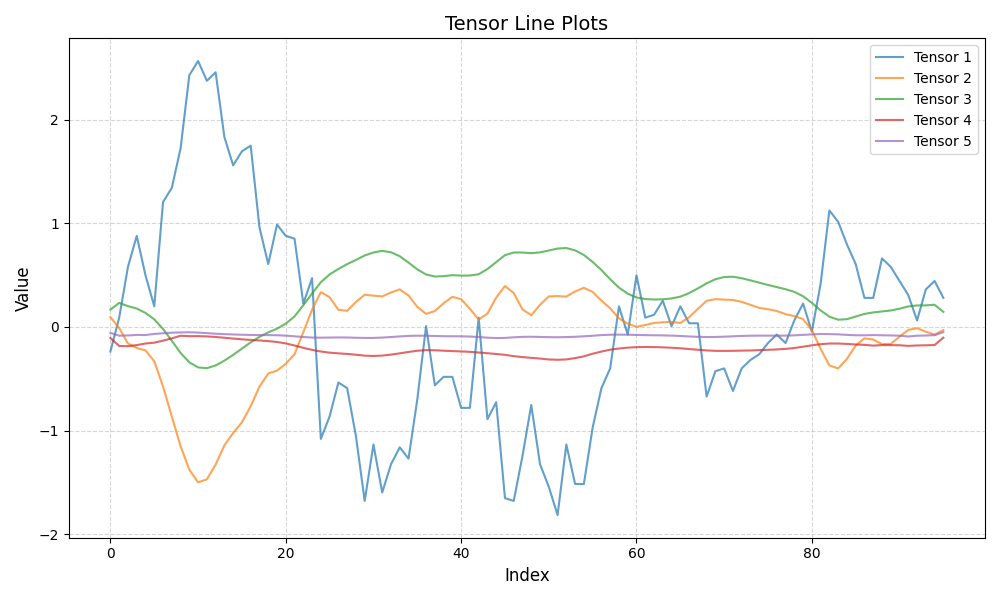 Tensor Line Plots
Tensor 1
Tensor 2
Tensor 3
Tensor 4
Tensor 5
Value
2
1
0
−1
−2
0 20 40 60 80
Index